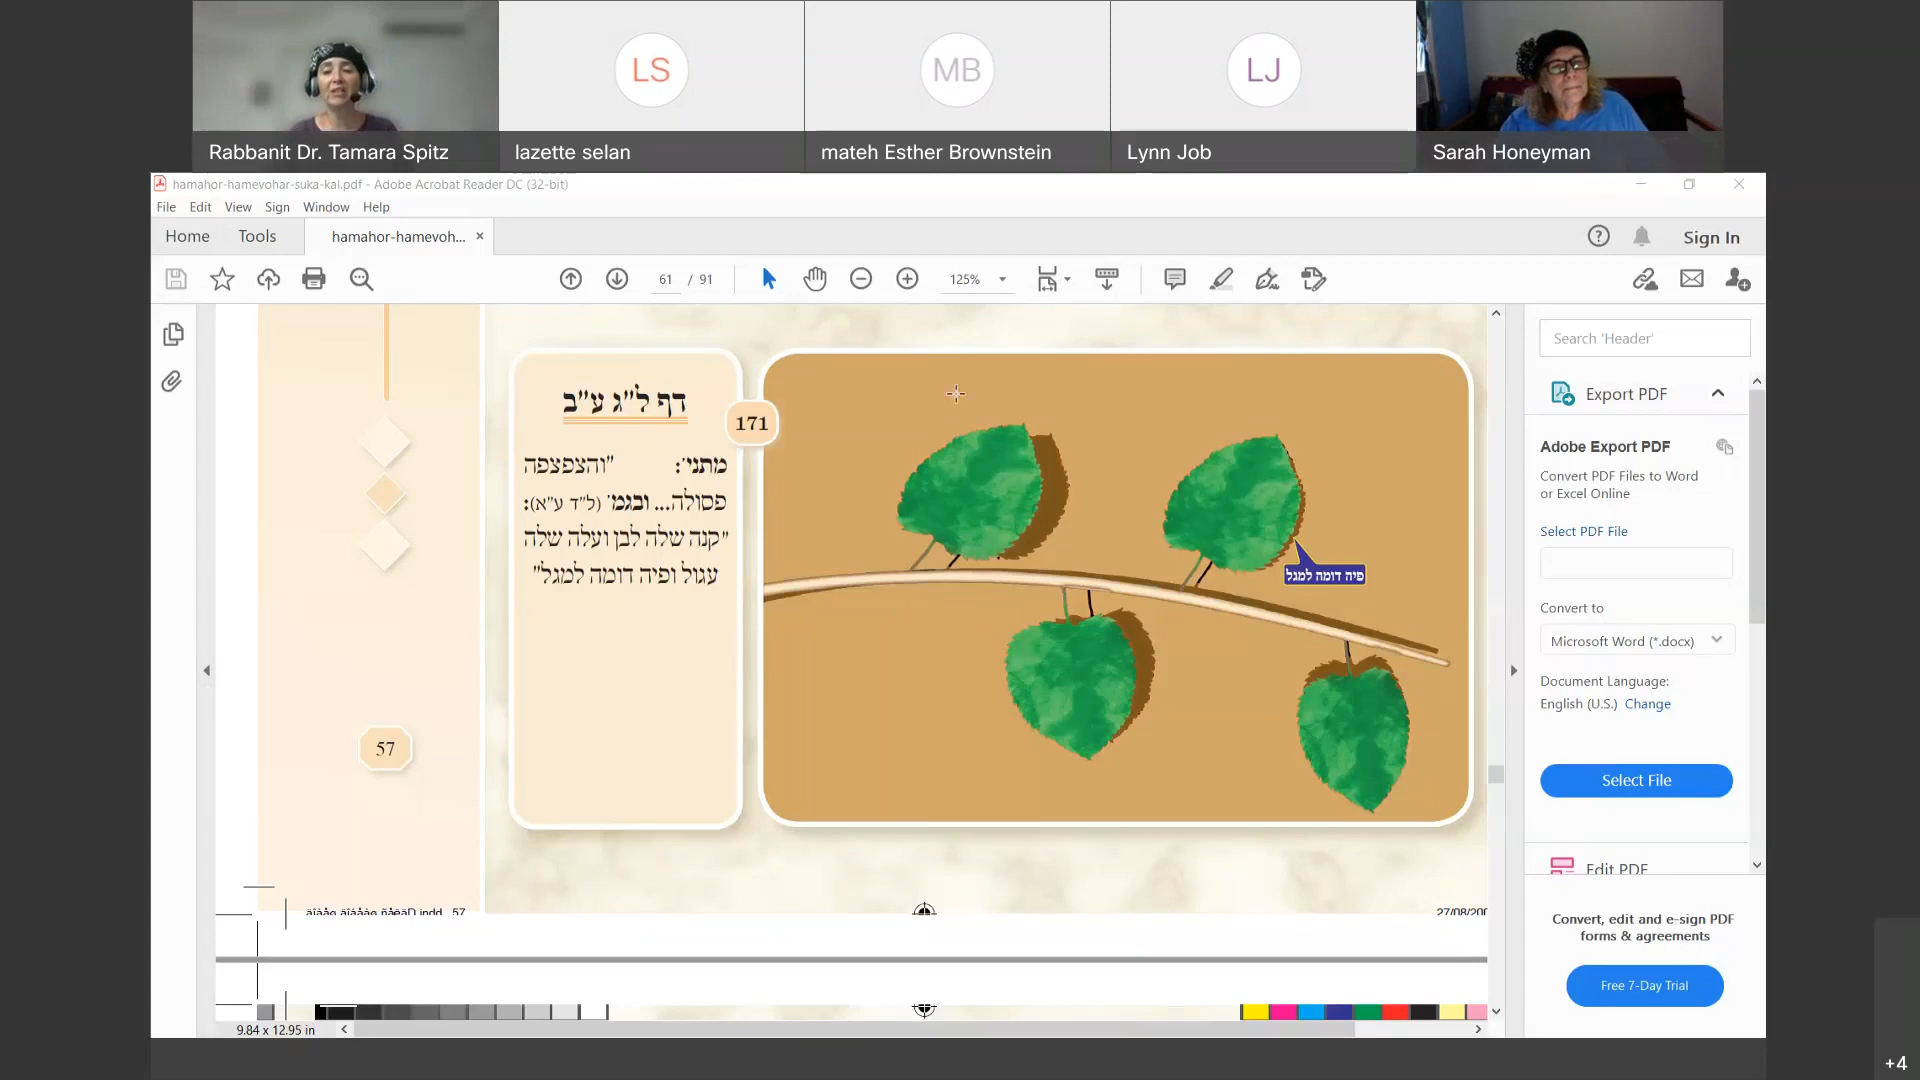 LS
MB
LJ
Rabbanit Dr. Tamara Spitz
lazette selan
mateh Esther Brownstein
Lynn Job
Sarah Honeyman
hamahor-hamevohar-suka-kal.pdf - Adobe Acrobat Reader DC (32-bit)
File Edit View Sign Window Help
Home Tools hamahor-hamevoh... × Sign In
61 / 91 125%
דף ל״ג ע״ב
171
מתני׳: ״והצפצפה
פסולה... ובגמ׳ (ל״ד ע״א):
״קנה שלה לבן ועלה שלה
עגול ופיה דומה למגל״
פיה דומה למגל
57
27/08/200
9.84 x 12.95 in
Search 'Header'
Export PDF
Adobe Export PDF
Convert PDF Files to Word
or Excel Online
Select PDF File
Convert to
Microsoft Word (*.docx)
Document Language:
English (U.S.) Change
Select File
Edit PDF
Convert, edit and e-sign PDF
forms & agreements
Free 7-Day Trial
+4